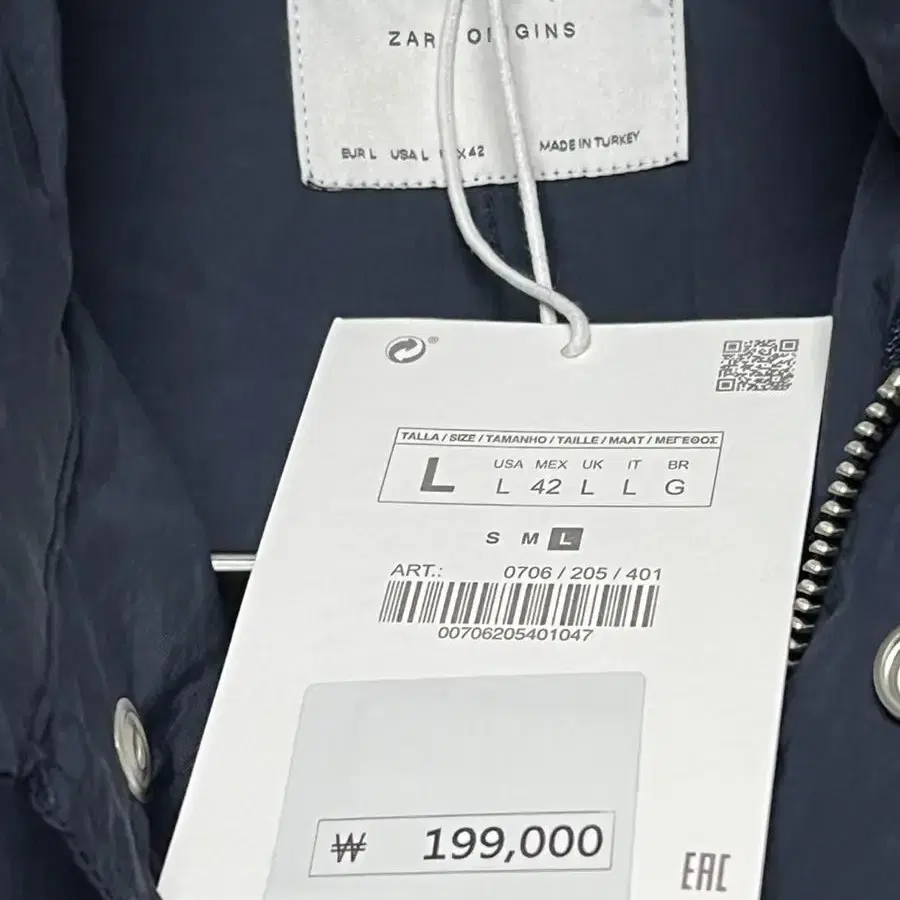 ZAR OI GINS
EUR L USA L X 42 MADE IN TURKEY
TALLA / SIZE / TAMANHO / TAILLE / MAAT / ΜΕΓΕΘΟΣ
L
USA MEX UK IT BR
L 42 L L G
S M L
ART.: 0706 / 205 / 401
00706205401047
₩ 199,000
EAC